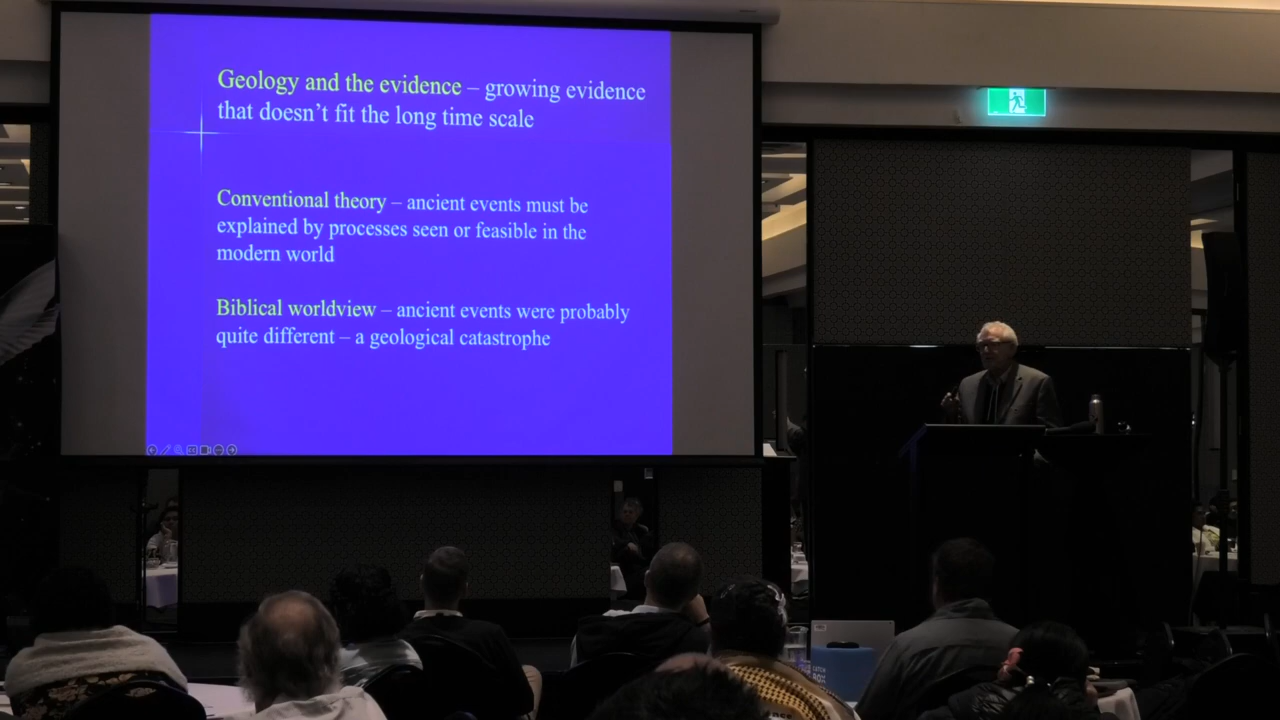 Geology and the evidence – growing evidence
that doesn't fit the long time scale
Conventional theory – ancient events must be
explained by processes seen or feasible in the
modern world
Biblical worldview – ancient events were probably
quite different – a geological catastrophe